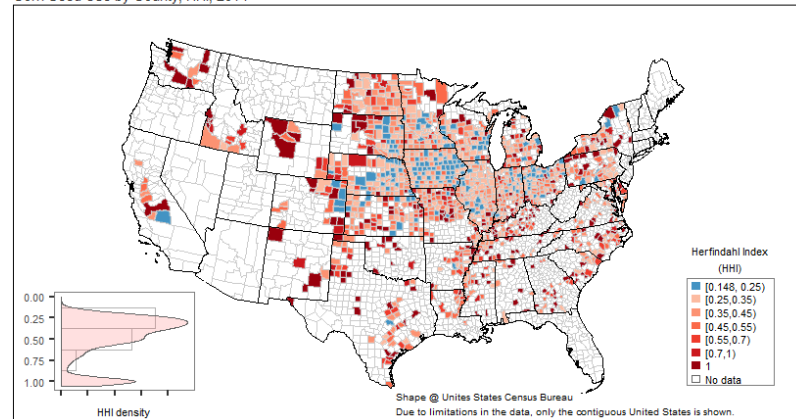 Herfindahl Index
(HHI)
[0.148, 0.25)
[0.25,0.35)
[0.35,0.45)
[0.45,0.55)
[0.55,0.7)
[0.7,1)
1
No data
0.00
0.25
0.50
0.75
1.00
HHI density
Shape @ Unites States Census Bureau
Due to limitations in the data, only the contiguous United States is shown.